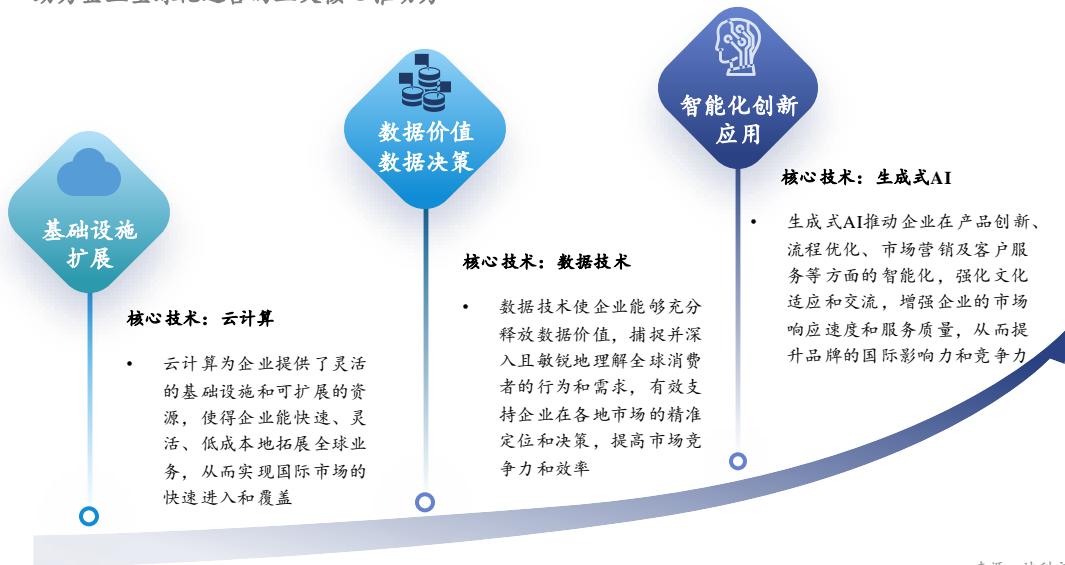 基础设施
扩展
核心技术：云计算
• 云计算为企业提供了灵活
的基础设施和可扩展的资
源，使得企业能快速、灵
活、低成本地拓展全球业
务，从而实现国际市场的
快速进入和覆盖
数据价值
数据决策
核心技术：数据技术
• 数据技术使企业能够充分
释放数据价值，捕捉并深
入且敏锐地理解全球消费
者的行为和需求，有效支
持企业在各地市场的精准
定位和决策，提高市场竞
争力和效率
智能化创新
应用
核心技术：生成式AI
• 生成式AI推动企业在产品创新、
流程优化、市场营销及客户服
务等方面的智能化，强化文化
适应和交流，增强企业的市场
响应速度和服务质量，从而提
升品牌的国际影响力和竞争力